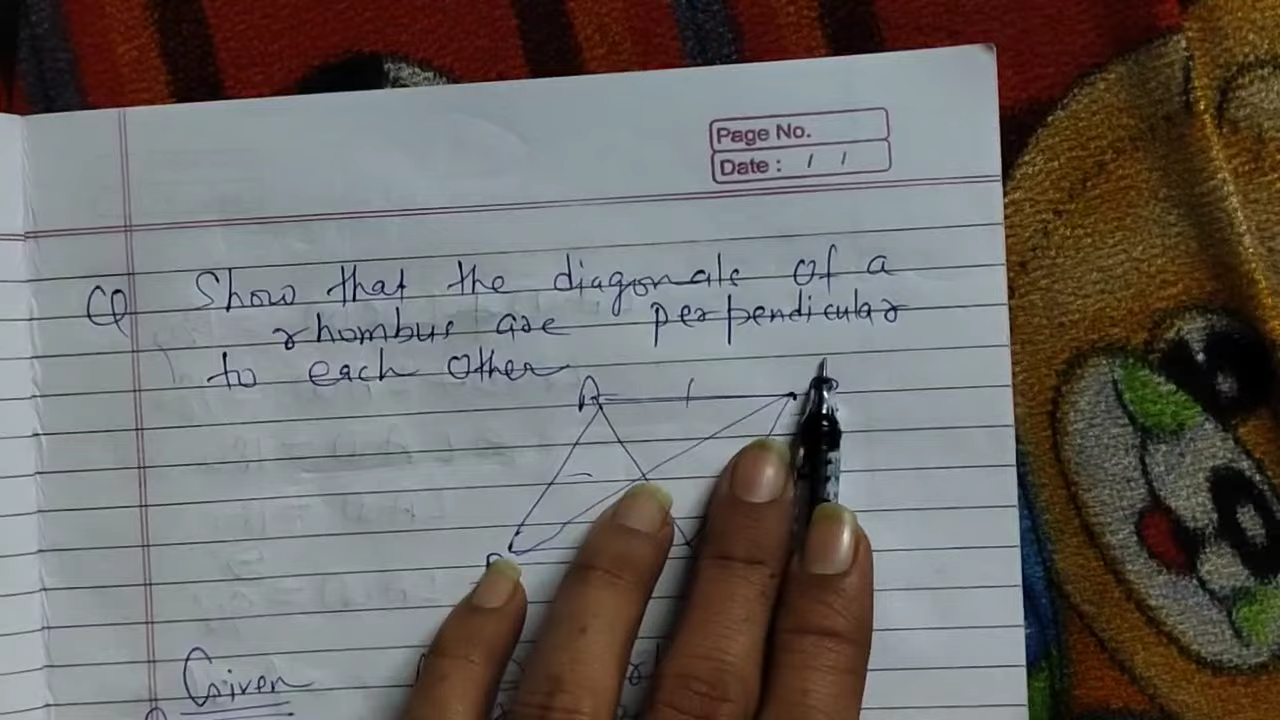 Page No.
Date : / /
Q Show that the diagonals of a
rhombus are perpendicular
to each other
A
Given